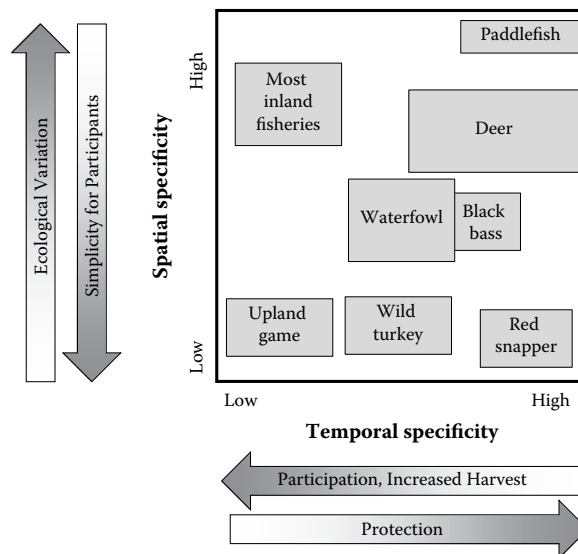 Ecological Variation
Simplicity for Participants
Spatial specificity
High
Low
Paddlefish
Most
inland
fisheries
Deer
Waterfowl
Black
bass
Upland
game
Wild
turkey
Red
snapper
Low
High
Temporal specificity
Participation, Increased Harvest
Protection